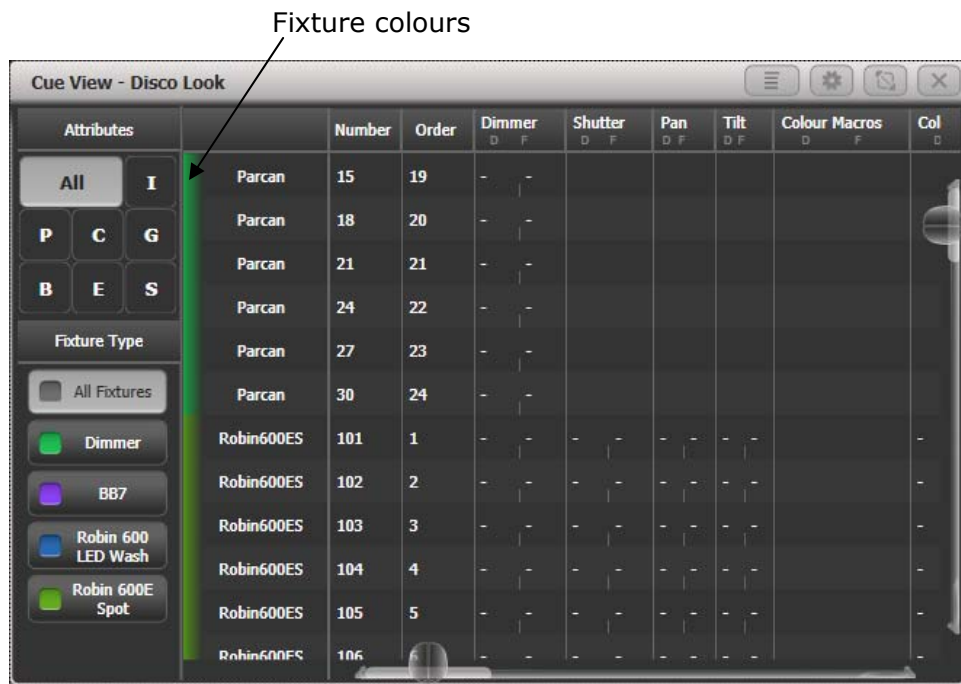 Fixture colours
Cue View - Disco Look
Attributes
Number Order Dimmer Shutter Pan Tilt Colour Macros Col
D F D F D F D F D F D
All I
P C G
B E S
Fixture Type
All Fixtures
Dimmer
BB7
Robin 600
LED Wash
Robin 600E
Spot
Parcan 15 19 - -
Parcan 18 20 - -
Parcan 21 21 - -
Parcan 24 22 - -
Parcan 27 23 - -
Parcan 30 24 - -
Robin600ES 101 1 - - - - - - - - -
Robin600ES 102 2 - - - - - - - - -
Robin600ES 103 3 - - - - - - - - -
Robin600ES 104 4 - - - - - - - - -
Robin600ES 105 5 - - - - - - - - -
Robin600ES 106 6 - - - - - - - -